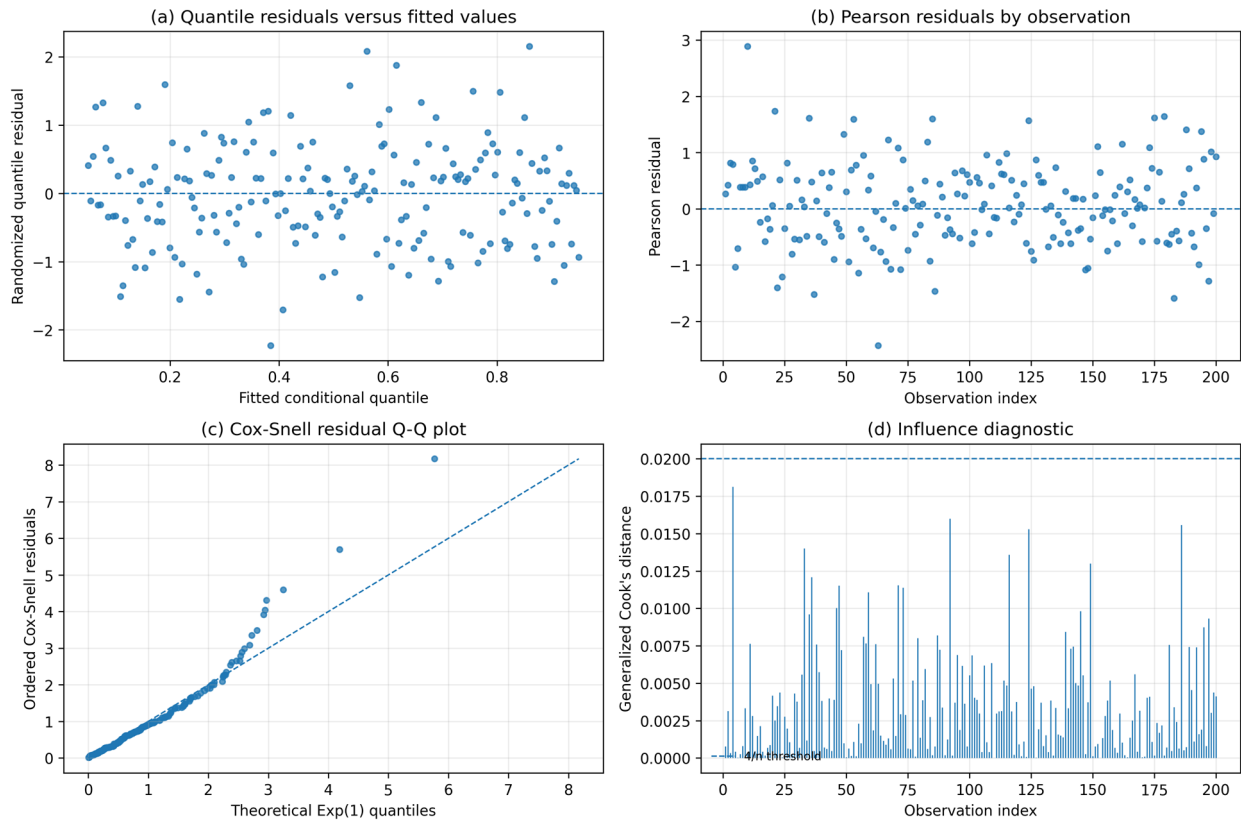 (a) Quantile residuals versus fitted values
Randomized quantile residual
2
1
0
−1
−2
0.2 0.4 0.6 0.8
Fitted conditional quantile
(b) Pearson residuals by observation
Pearson residual
3
2
1
0
−1
−2
0 25 50 75 100 125 150 175 200
Observation index
(c) Cox-Snell residual Q-Q plot
Ordered Cox-Snell residuals
8
7
6
5
4
3
2
1
0
0 1 2 3 4 5 6 7 8
Theoretical Exp(1) quantiles
(d) Influence diagnostic
Generalized Cook's distance
0.0200
0.0175
0.0150
0.0125
0.0100
0.0075
0.0050
0.0025
0.0000
4/n threshold
0 25 50 75 100 125 150 175 200
Observation index